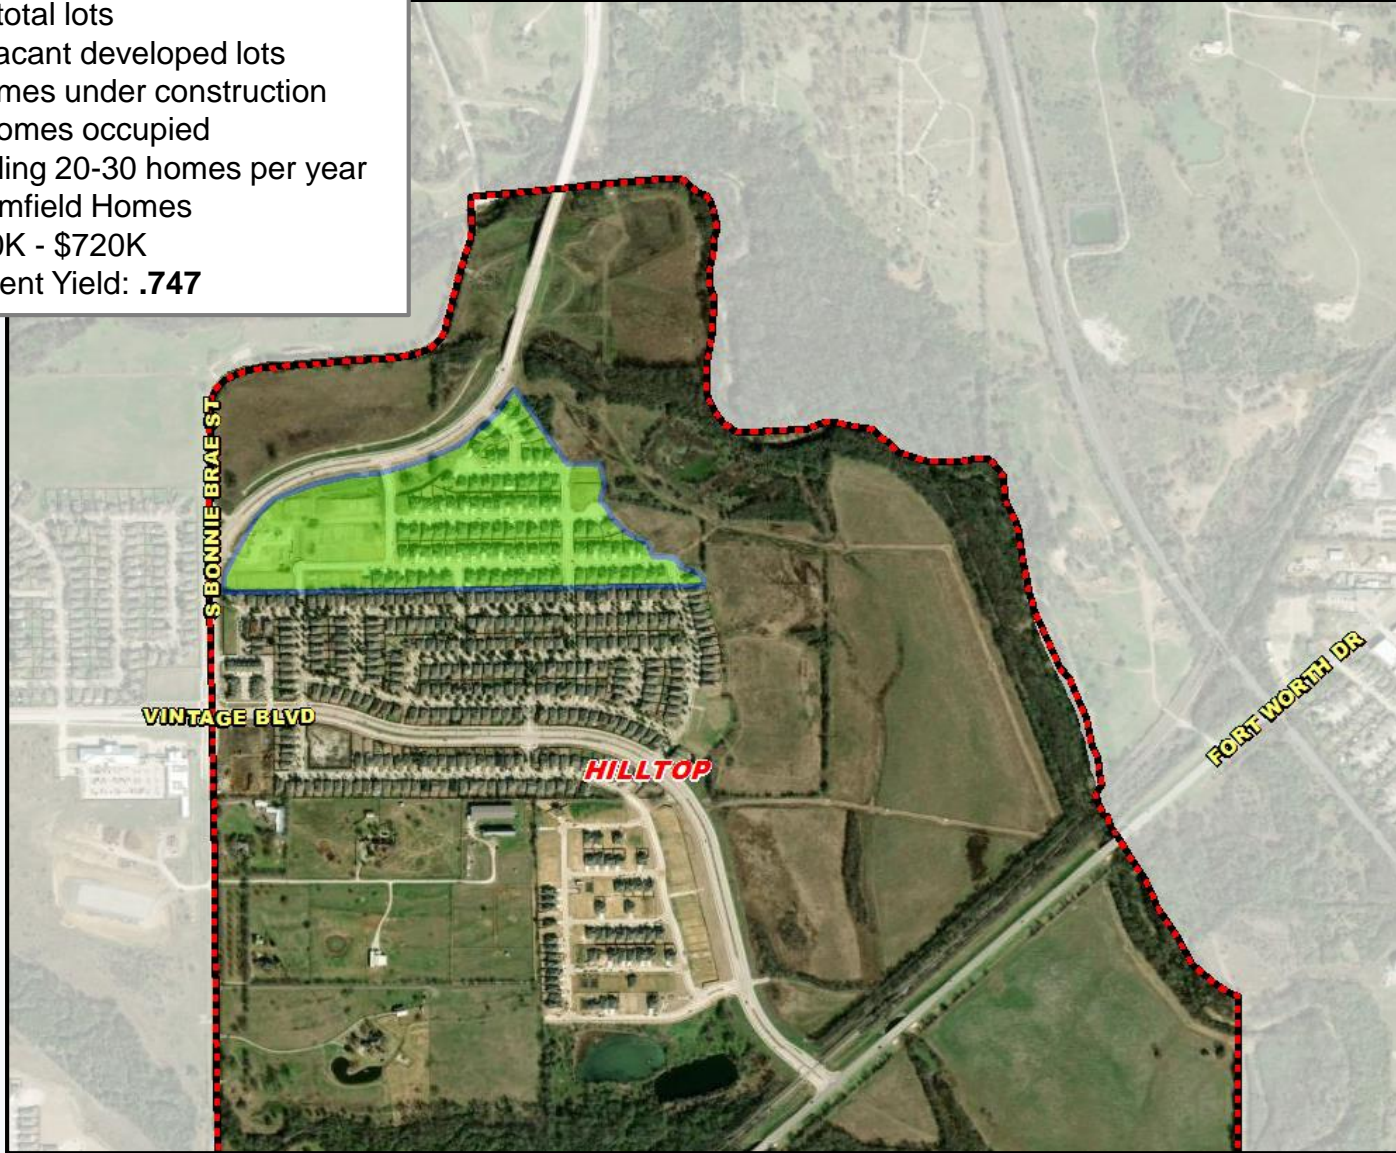 total lots
acant developed lots
mes under construction
omes occupied
ding 20-30 homes per year
mfield Homes
0K - $720K
ent Yield: .747
S BONNIE BRAE ST
VINTAGE BLVD
HILLTOP
FORT WORTH DR